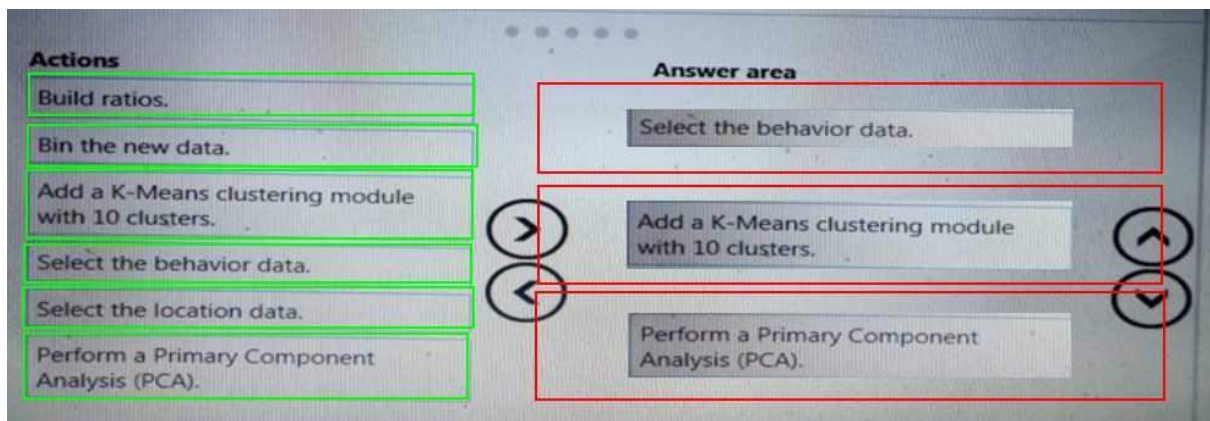 Actions
Build ratios.
Bin the new data.
Add a K-Means clustering module
with 10 clusters.
Select the behavior data.
Select the location data.
Perform a Primary Component
Analysis (PCA).
Answer area
Select the behavior data.
Add a K-Means clustering module
with 10 clusters.
Perform a Primary Component
Analysis (PCA).